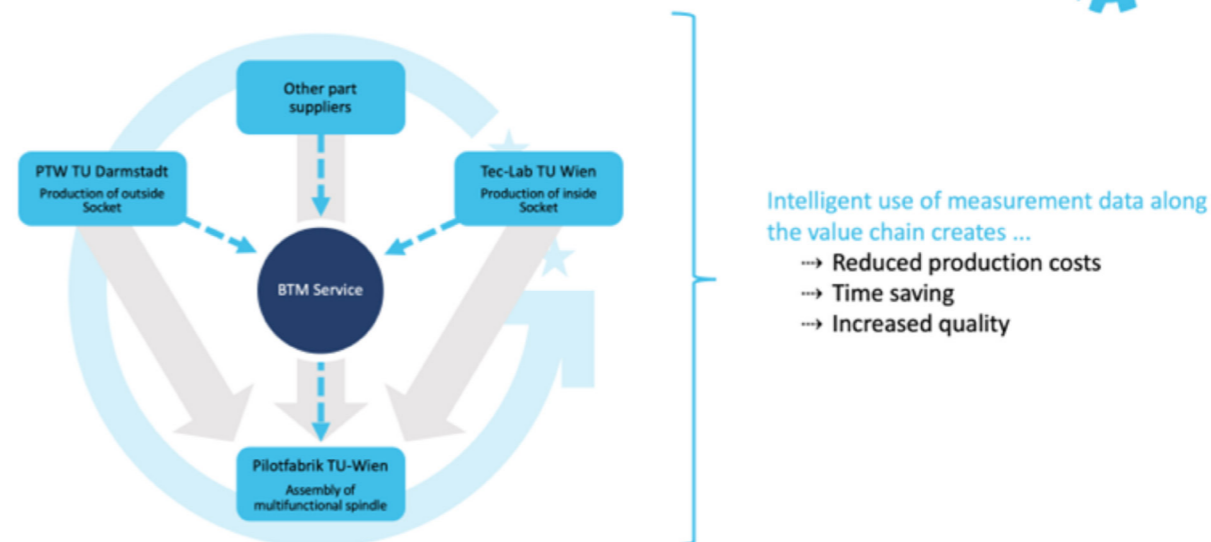 Other part
suppliers
PTW TU Darmstadt
Production of outside
Socket
Tec-Lab TU Wien
Production of inside
Socket
BTM Service
Pilotfabrik TU-Wien
Assembly of
multifunctional spindle
Intelligent use of measurement data along
the value chain creates ...
⇢ Reduced production costs
⇢ Time saving
⇢ Increased quality